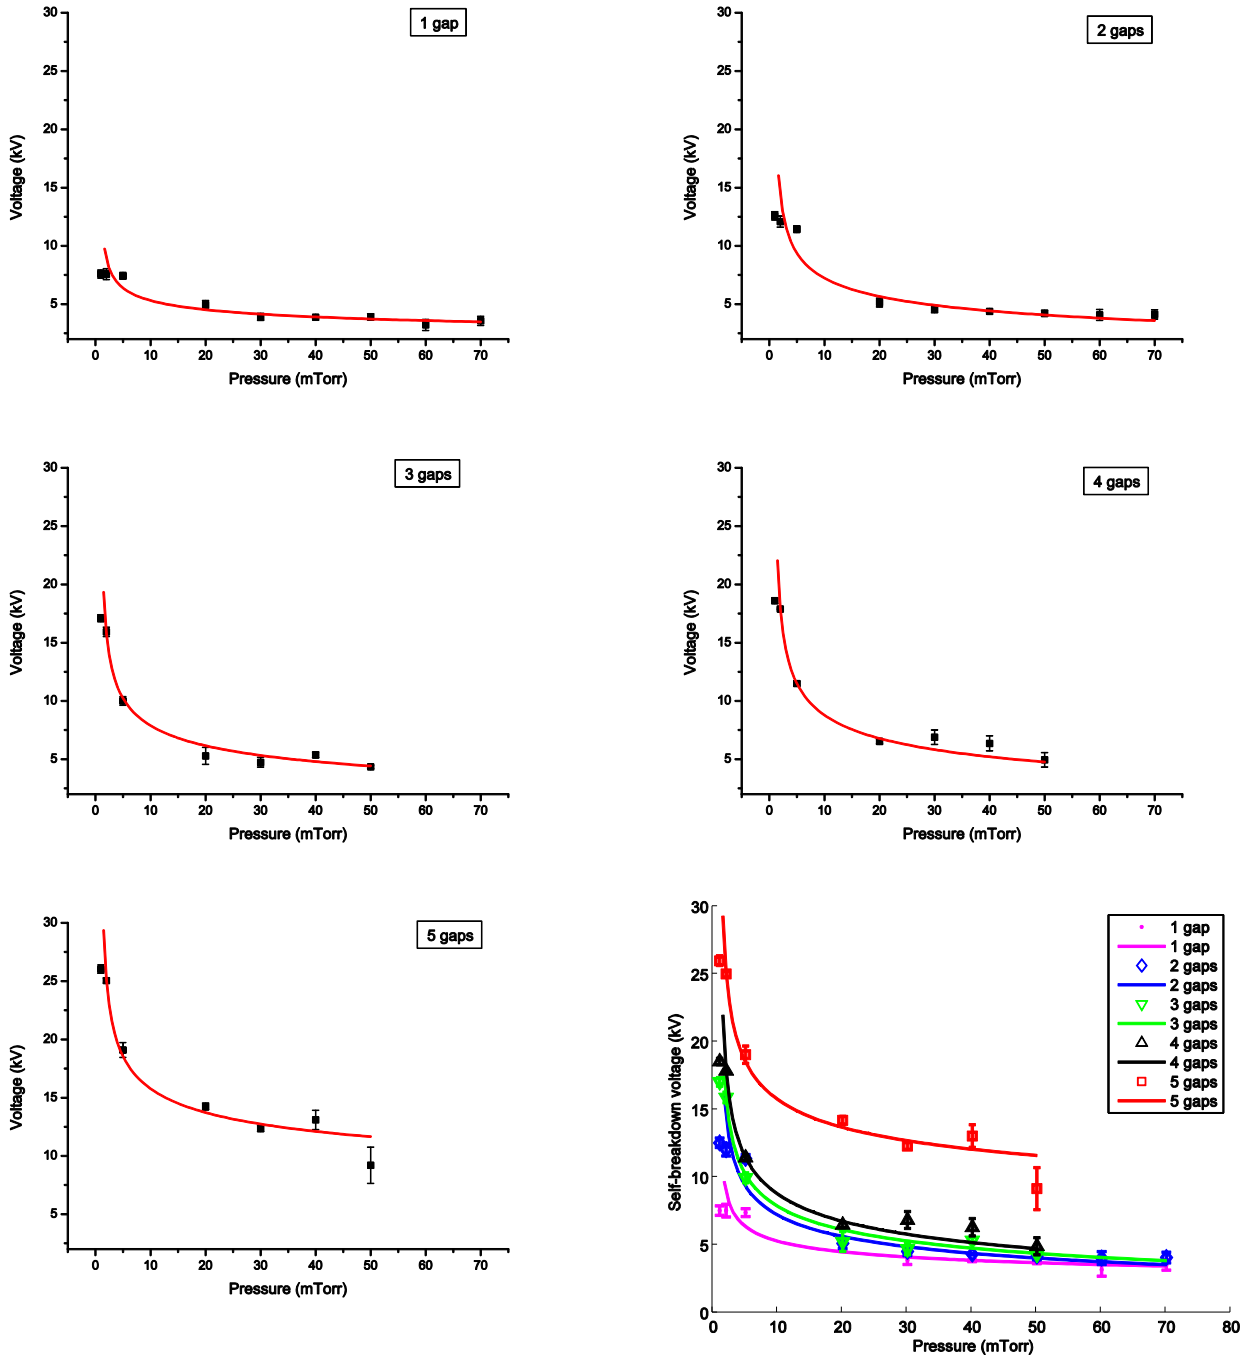 1 gap
30
25
20
15
10
5
Voltage (kV)
0 10 20 30 40 50 60 70
Pressure (mTorr)
2 gaps
30
25
20
15
10
5
Voltage (kV)
0 10 20 30 40 50 60 70
Pressure (mTorr)
3 gaps
30
25
20
15
10
5
Voltage (kV)
0 10 20 30 40 50 60 70
Pressure (mTorr)
4 gaps
30
25
20
15
10
5
Voltage (kV)
0 10 20 30 40 50 60 70
Pressure (mTorr)
5 gaps
30
25
20
15
10
5
Voltage (kV)
0 10 20 30 40 50 60 70
Pressure (mTorr)
30
25
20
15
10
5
0
Self-breakdown voltage (kV)
1 gap
1 gap
2 gaps
2 gaps
3 gaps
3 gaps
4 gaps
4 gaps
5 gaps
5 gaps
0 10 20 30 40 50 60 70 80
Pressure (mTorr)